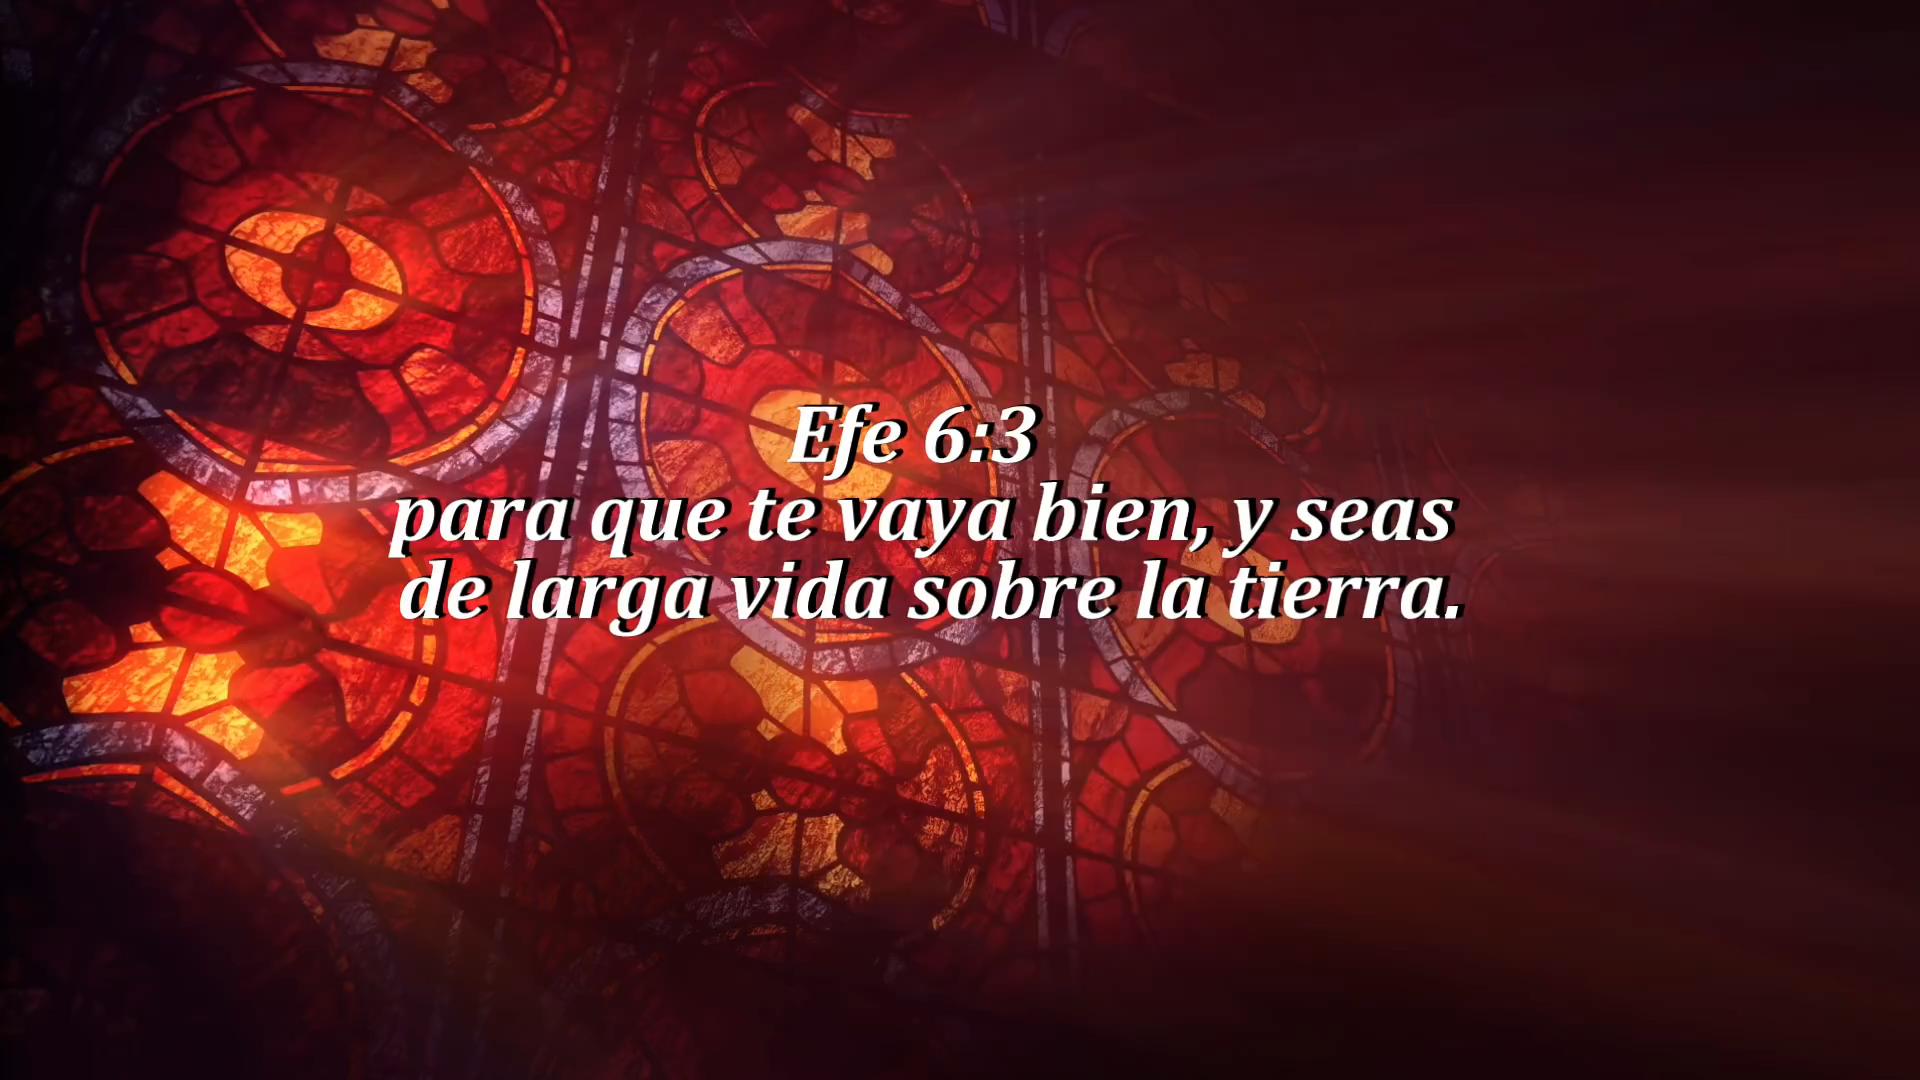 Efe 6:3
para que te vaya bien, y seas
de larga vida sobre la tierra.